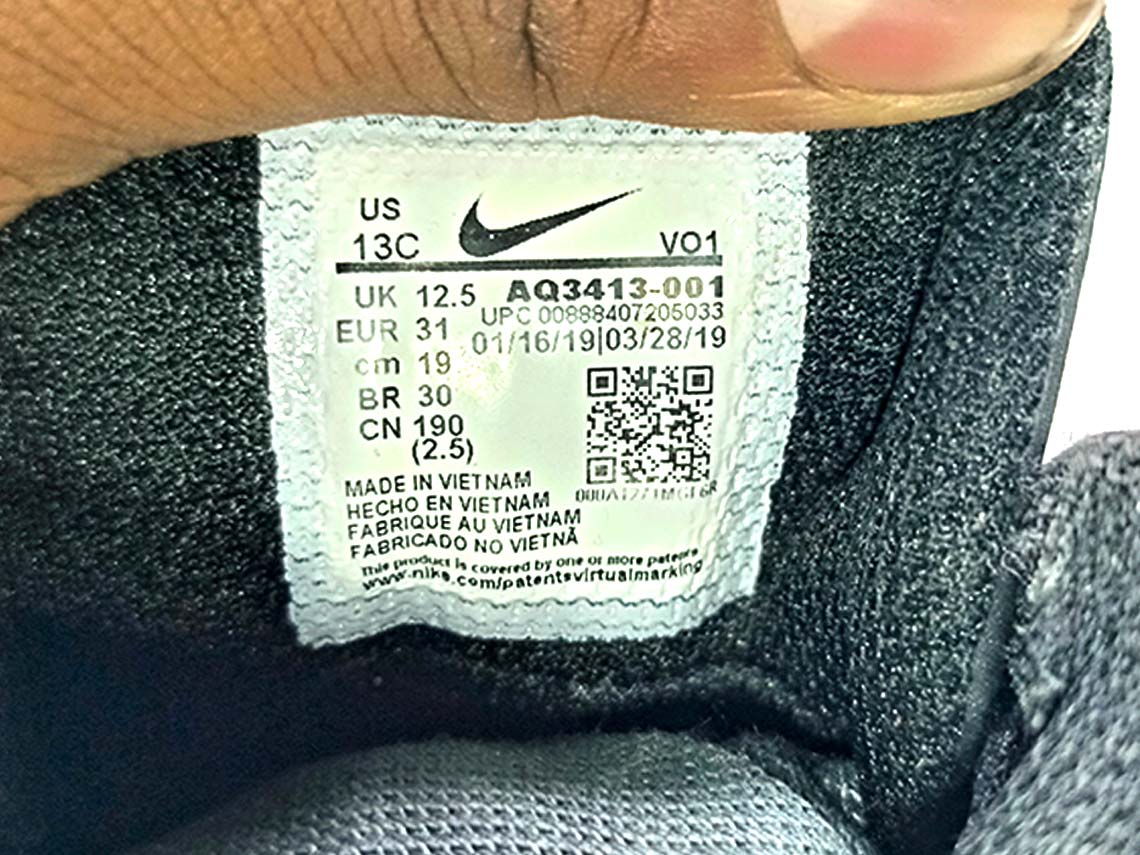 US
13C VO1
UK 12.5 AQ3413-001
UPC 00888407205033
EUR 31 01/16/19|03/28/19
cm 19
BR 30
CN 190
(2.5)
MADE IN VIETNAM
HECHO EN VIETNAM
FABRIQUE AU VIETNAM
FABRICADO NO VIETNÃ
This product is covered by one or more patents
www.nike.com/patentsvirtualmarking